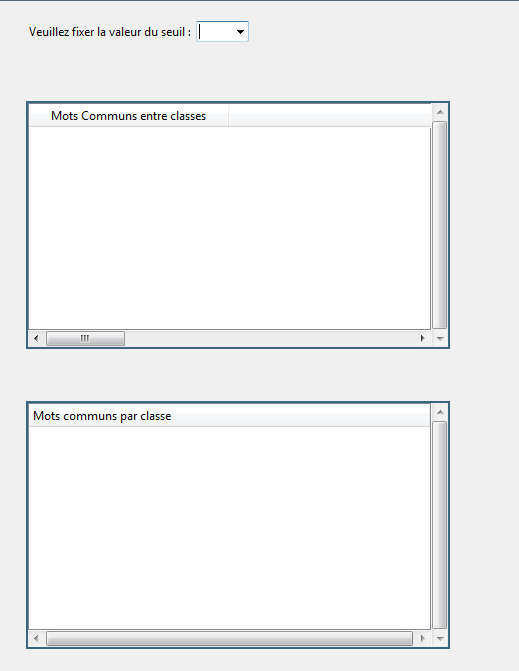 Veuillez fixer la valeur du seuil :
Mots Communs entre classes
Mots communs par classe